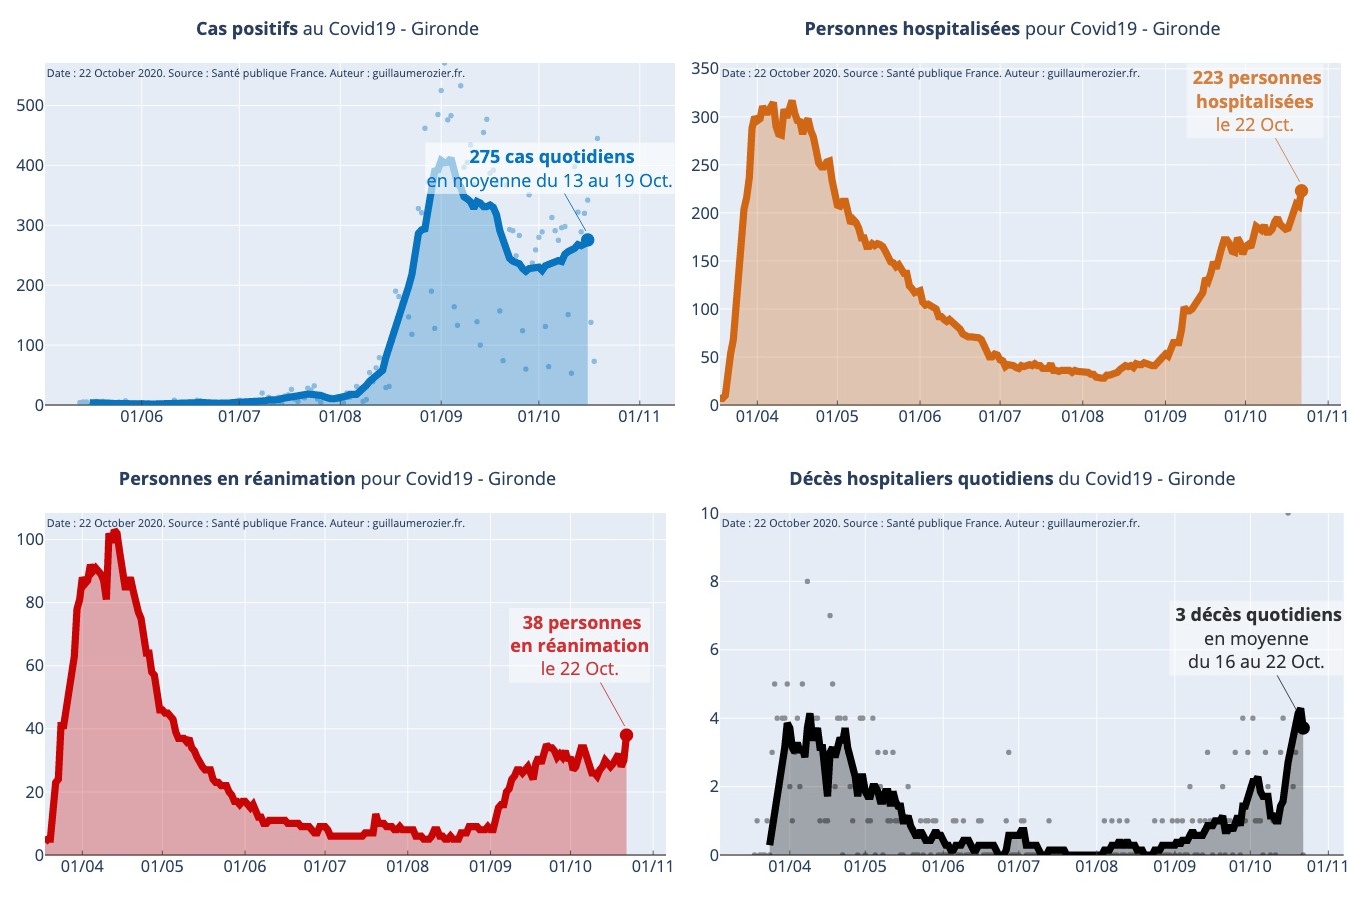 Cas positifs au Covid19 - Gironde
Date : 22 October 2020. Source : Santé publique France. Auteur : guillaumerozier.fr.
275 cas quotidiens
en moyenne du 13 au 19 Oct.
500
400
300
200
100
0
01/06 01/07 01/08 01/09 01/10 01/11
Personnes hospitalisées pour Covid19 - Gironde
Date : 22 October 2020. Source : Santé publique France. Auteur : guillaumerozier.fr.
223 personnes
hospitalisées
le 22 Oct.
350
300
250
200
150
100
50
0
01/04 01/05 01/06 01/07 01/08 01/09 01/10 01/11
Personnes en réanimation pour Covid19 - Gironde
Date : 22 October 2020. Source : Santé publique France. Auteur : guillaumerozier.fr.
38 personnes
en réanimation
le 22 Oct.
100
80
60
40
20
0
01/04 01/05 01/06 01/07 01/08 01/09 01/10 01/11
Décès hospitaliers quotidiens du Covid19 - Gironde
Date : 22 October 2020. Source : Santé publique France. Auteur : guillaumerozier.fr.
3 décès quotidiens
en moyenne
du 16 au 22 Oct.
10
8
6
4
2
0
01/04 01/05 01/06 01/07 01/08 01/09 01/10 01/11